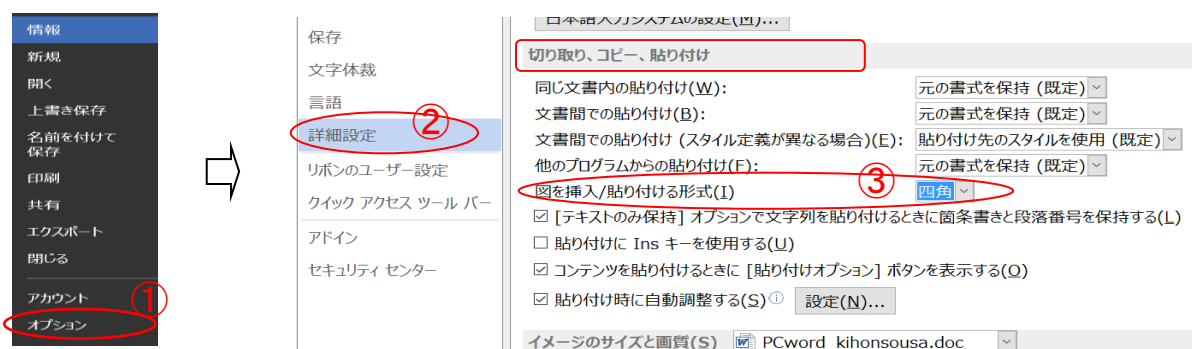 情報
新規
開く
上書き保存
名前を付けて
保存
印刷
共有
エクスポート
閉じる
アカウント
①
オプション
保存
文字体裁
言語
②
詳細設定
リボンのユーザー設定
クイック アクセス ツール バー
アドイン
セキュリティ センター
日本語入力システムの設定(M)...
切り取り、コピー、貼り付け
同じ文書内の貼り付け(W): 元の書式を保持 (既定)
文書間での貼り付け(B): 元の書式を保持 (既定)
文書間での貼り付け (スタイル定義が異なる場合)(E): 貼り付け先のスタイルを使用 (既定)
他のプログラムからの貼り付け(F): 元の書式を保持 (既定)
③
図を挿入/貼り付ける形式(I) 四角
[テキストのみ保持] オプションで文字列を貼り付けるときに箇条書きと段落番号を保持する(L)
貼り付けに Ins キーを使用する(U)
コンテンツを貼り付けるときに [貼り付けオプション] ボタンを表示する(O)
貼り付け時に自動調整する(S) 設定(N)...
イメージのサイズと画質(S) PCword_kihonsousa.doc